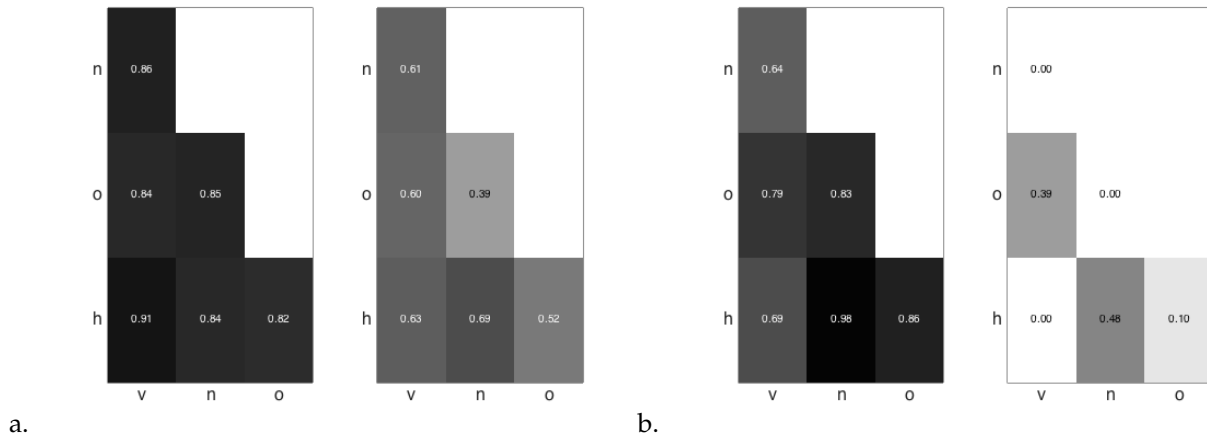 n 0.86 n 0.61 n 0.64 n 0.00
o 0.84 0.85 o 0.60 0.39 o 0.79 0.83 o 0.39 0.00
h 0.91 0.84 0.82 h 0.63 0.69 0.52 h 0.69 0.98 0.86 h 0.00 0.48 0.10
v n o v n o v n o v n o
a. b.